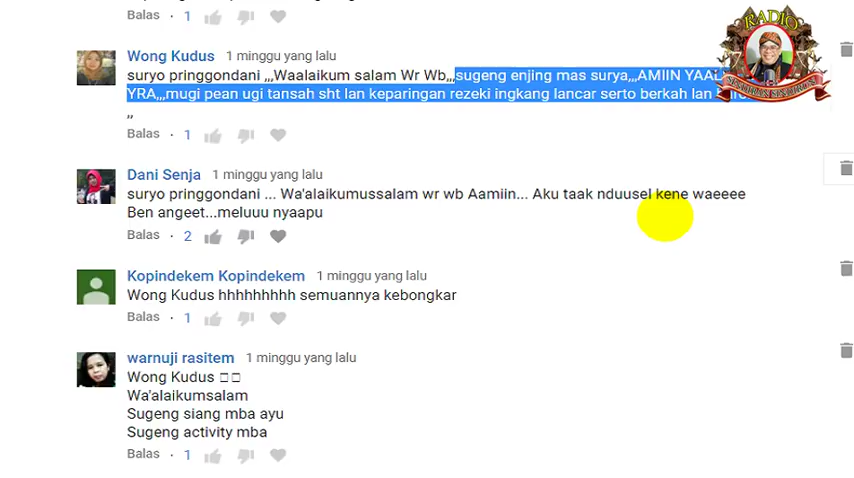 Balas · 1
RADIO
Wong Kudus 1 minggu yang lalu
suryo pringgondani ,,,Waalaikum salam Wr Wb,,,sugeng enjing mas surya,,,AMIIN
YRA,,,mugi pean ugi tansah sht lan keparingan rezeki ingkang lancar serto berkah lan
,,
Balas · 1
Dani Senja 1 minggu yang lalu
suryo pringgondani ... Wa'alaikumussalam wr wb Aamiin... Aku taak nduusel kene waeeee
Ben angeet...meluuu nyaapu
Balas · 2
Kopindekem Kopindekem 1 minggu yang lalu
Wong Kudus hhhhhhhhh semuannya kebongkar
Balas · 1
warnuji rasitem 1 minggu yang lalu
Wong Kudus
Wa'alaikumsalam
Sugeng siang mba ayu
Sugeng activity mba
Balas · 1